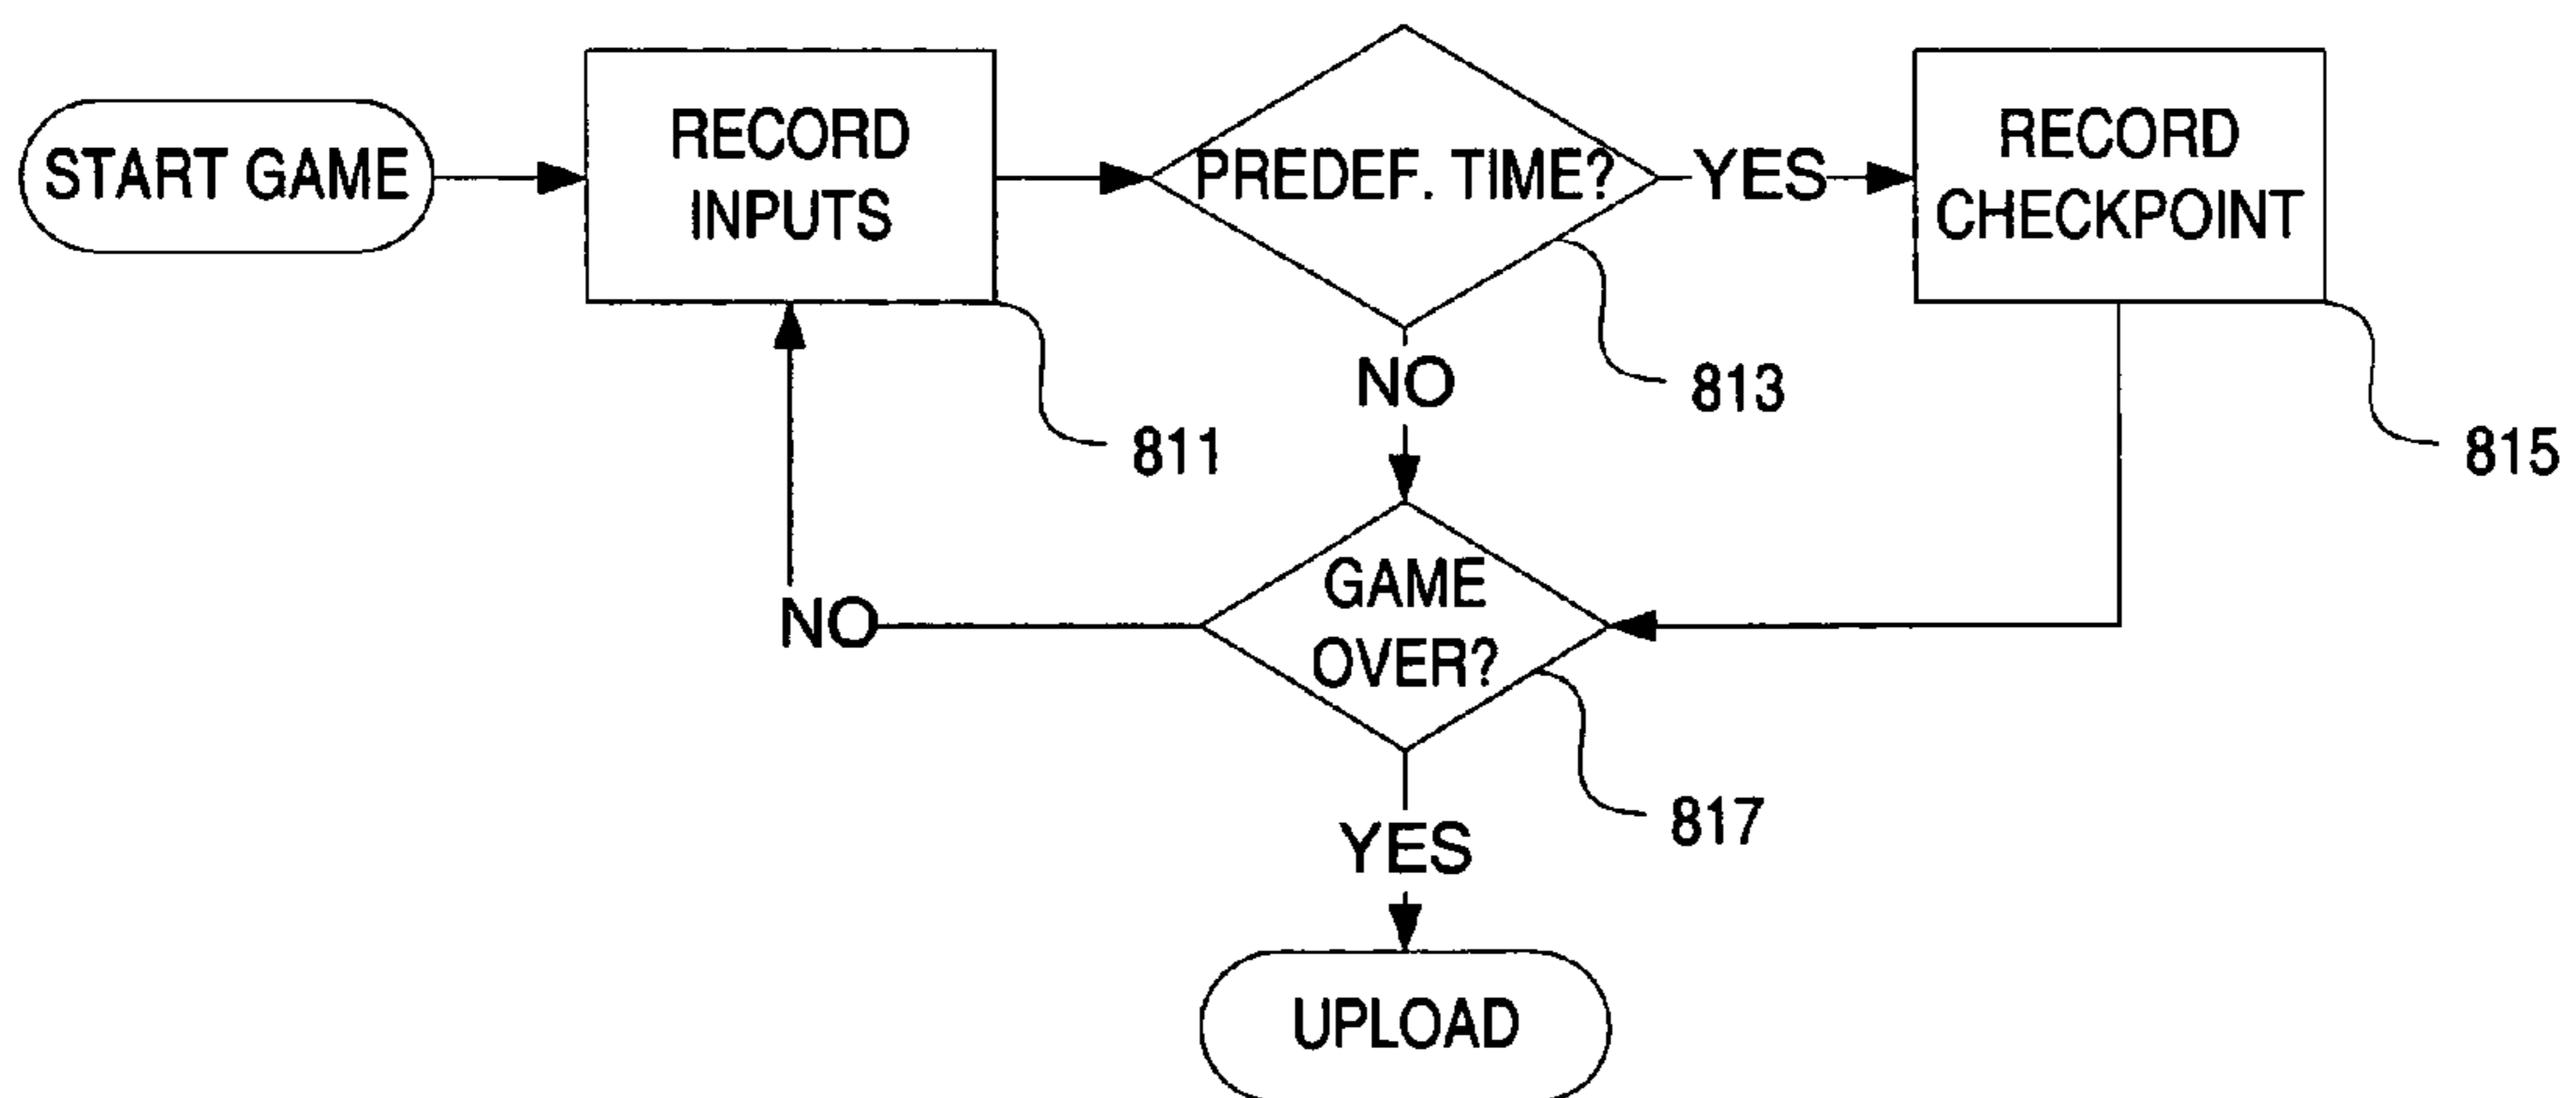 START GAME
RECORD
INPUTS
PREDEF. TIME?
YES
RECORD
CHECKPOINT
NO
813
811
815
GAME
OVER?
NO
817
YES
UPLOAD